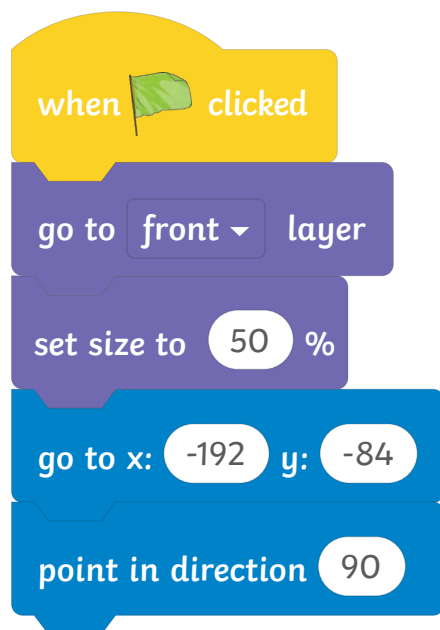 when clicked
go to front layer
set size to 50 %
go to x: -192 y: -84
point in direction 90